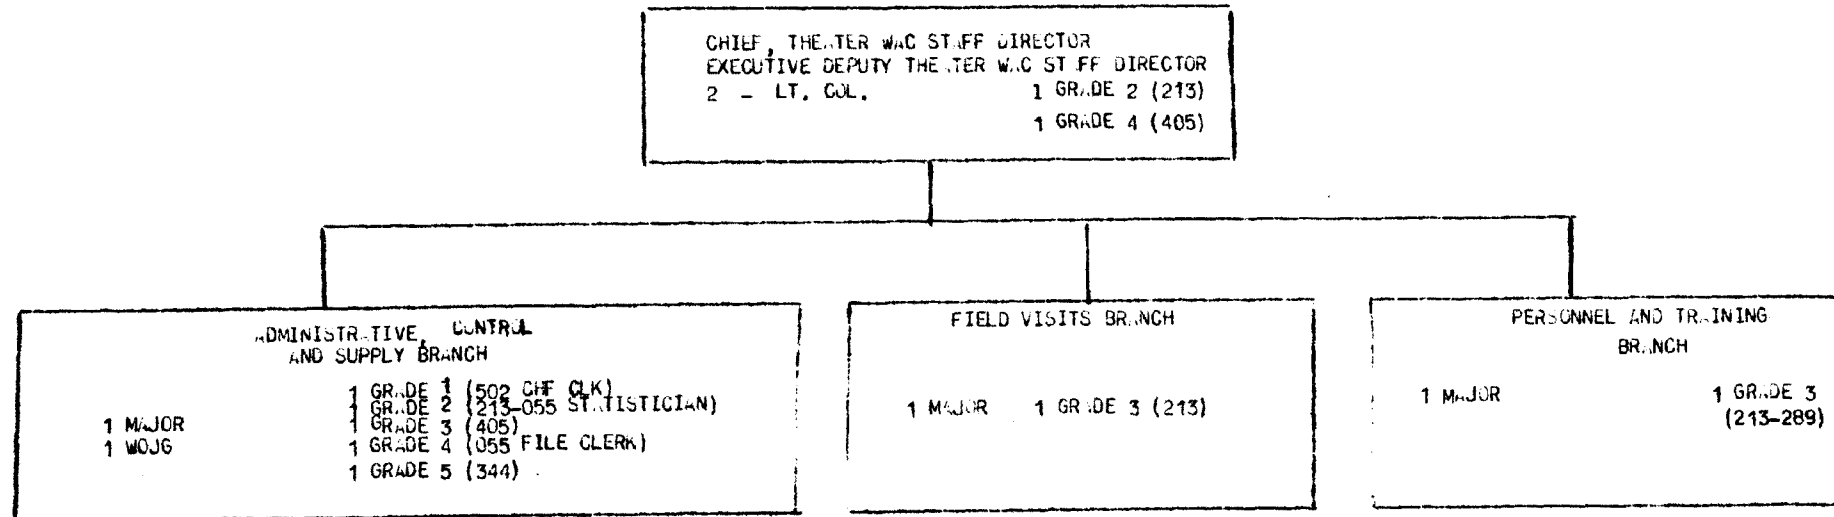 CHIEF, THEATER WAC STAFF DIRECTOR
EXECUTIVE DEPUTY THEATER WAC STAFF DIRECTOR
2 - LT. COL. 1 GRADE 2 (213)
1 GRADE 4 (405)
ADMINISTRATIVE, CONTROL
AND SUPPLY BRANCH
1 GRADE 1 (502 CHF CLK)
1 GRADE 2 (213-055 STATISTICIAN)
1 MAJOR 1 GRADE 3 (405)
1 WOJG 1 GRADE 4 (055 FILE CLERK)
1 GRADE 5 (344)
FIELD VISITS BRANCH
1 MAJOR 1 GRADE 3 (213)
PERSONNEL AND TRAINING
BRANCH
1 MAJOR 1 GRADE 3
(213-289)